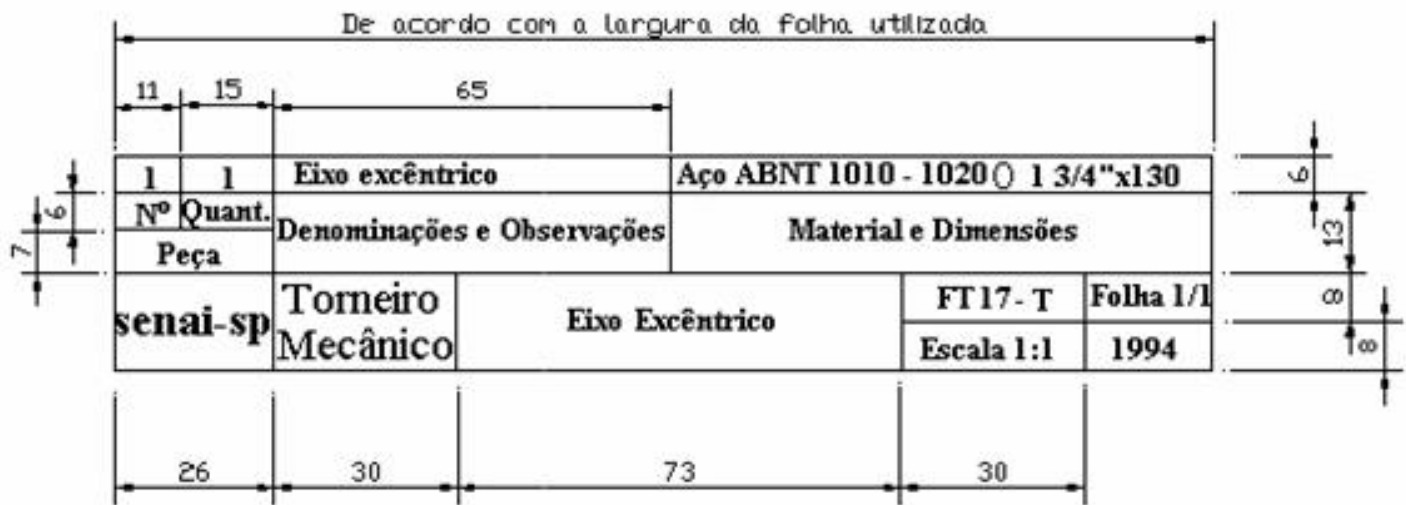 De acordo com a largura da folha utilizada
11 15 65
1 1 Eixo excêntrico Aço ABNT 1010 - 1020 O 1 3/4"x130
6
6 Nº Quant. Denominações e Observações Material e Dimensões 13
7 Peça
senai-sp Torneiro Mecânico Eixo Excêntrico FT17- T Folha 1/1 8
Escala 1:1 1994 8
26 30 73 30